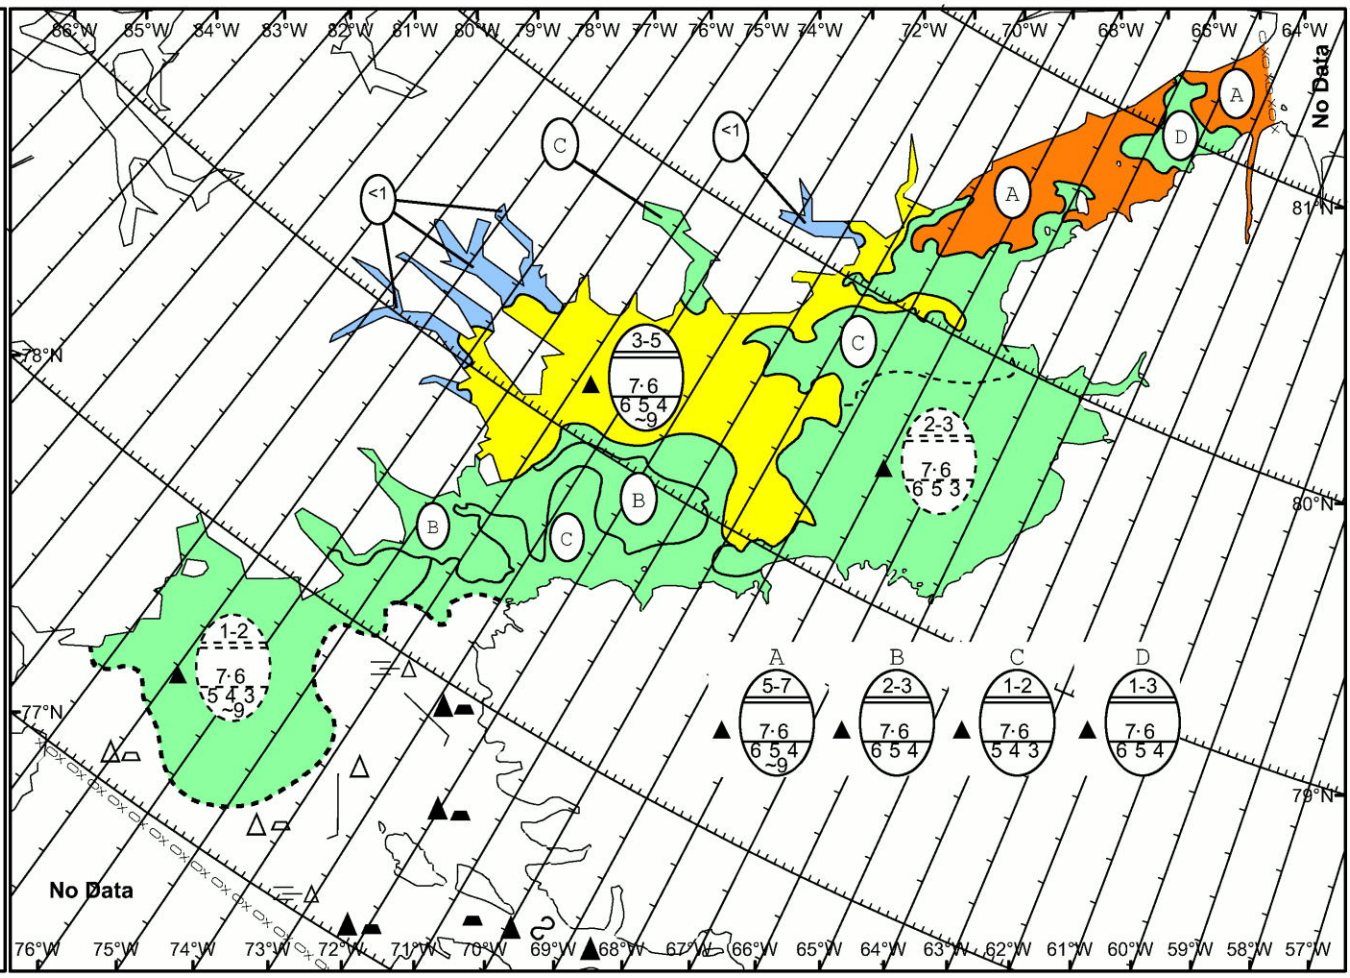 86°W 85°W 84°W 83°W 82°W 81°W 80°W 79°W 78°W 77°W 76°W 75°W 74°W 72°W 70°W 68°W 66°W 64°W
No Data
A
D
<1
C
<1
A
81°N
C
3-5
7·6
6 5 4
~9
78°N
2-3
7·6
6 5 3
B
80°N
B
C
1-2
7·6
5 4 3
~9
A B C D
5-7 2-3 1-2 1-3
7·6 7·6 7·6 7·6
6 5 4 6 5 4 5 4 3 6 5 4
~9
77°N
79°N
No Data
76°W 75°W 74°W 73°W 72°W 71°W 70°W 69°W 68°W 67°W 66°W 65°W 64°W 63°W 62°W 61°W 60°W 59°W 58°W 57°W